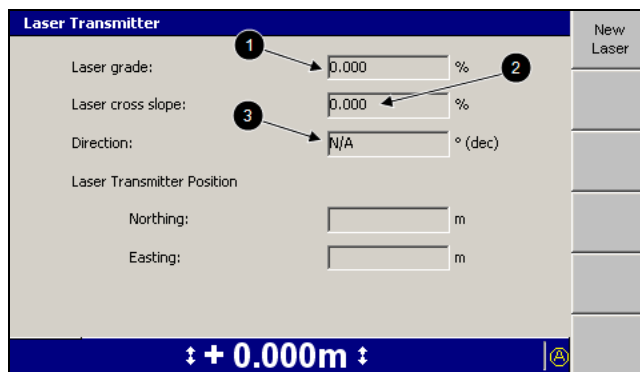 Laser Transmitter
New
Laser
1
Laser grade: 0.000 %
2
Laser cross slope: 0.000 %
3
Direction: N/A ° (dec)
Laser Transmitter Position
Northing: m
Easting: m
↕ + 0.000m ↕
A